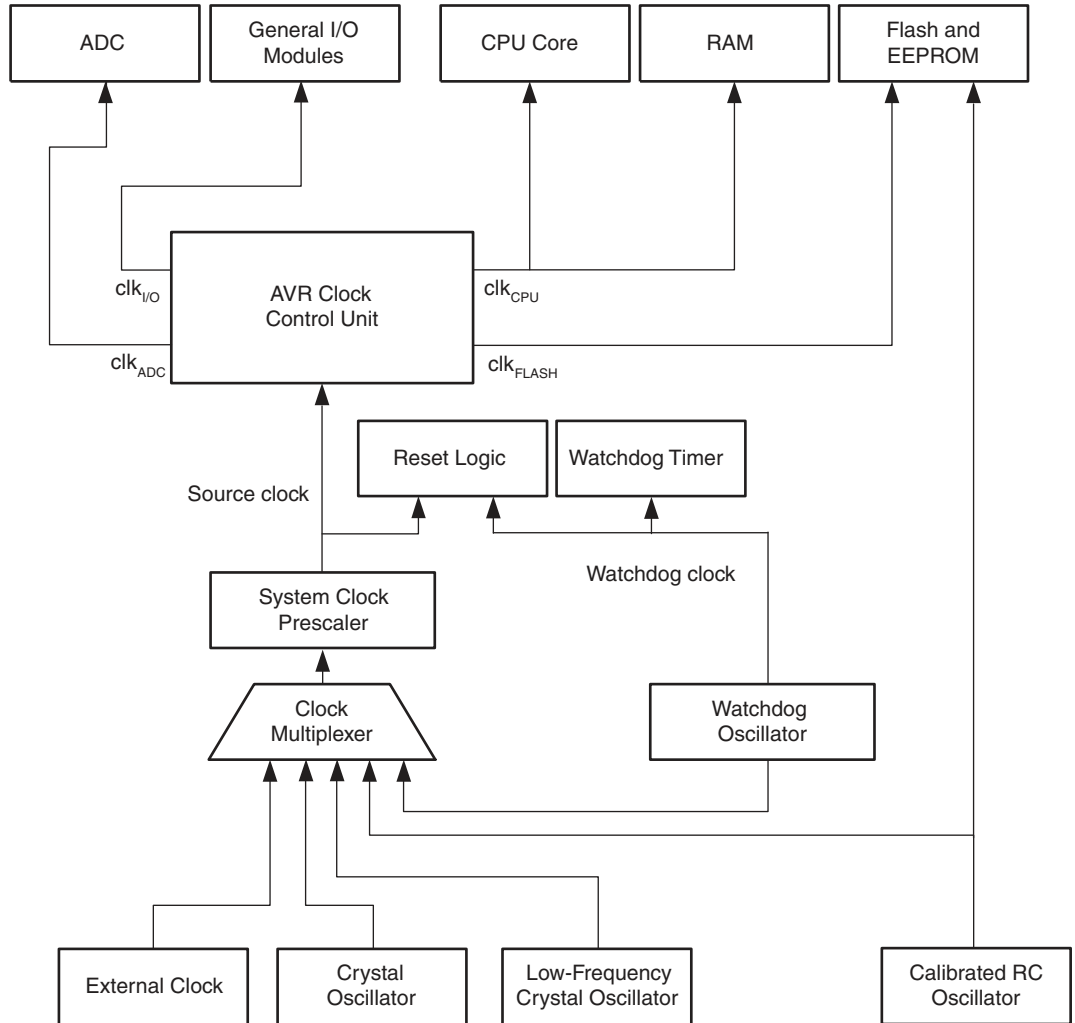 ADC
General I/O
Modules
CPU Core
RAM
Flash and
EEPROM
clkI/O
AVR Clock
Control Unit
clkCPU
clkADC
clkFLASH
Reset Logic
Watchdog Timer
Source clock
Watchdog clock
System Clock
Prescaler
Clock
Multiplexer
Watchdog
Oscillator
External Clock
Crystal
Oscillator
Low-Frequency
Crystal Oscillator
Calibrated RC
Oscillator